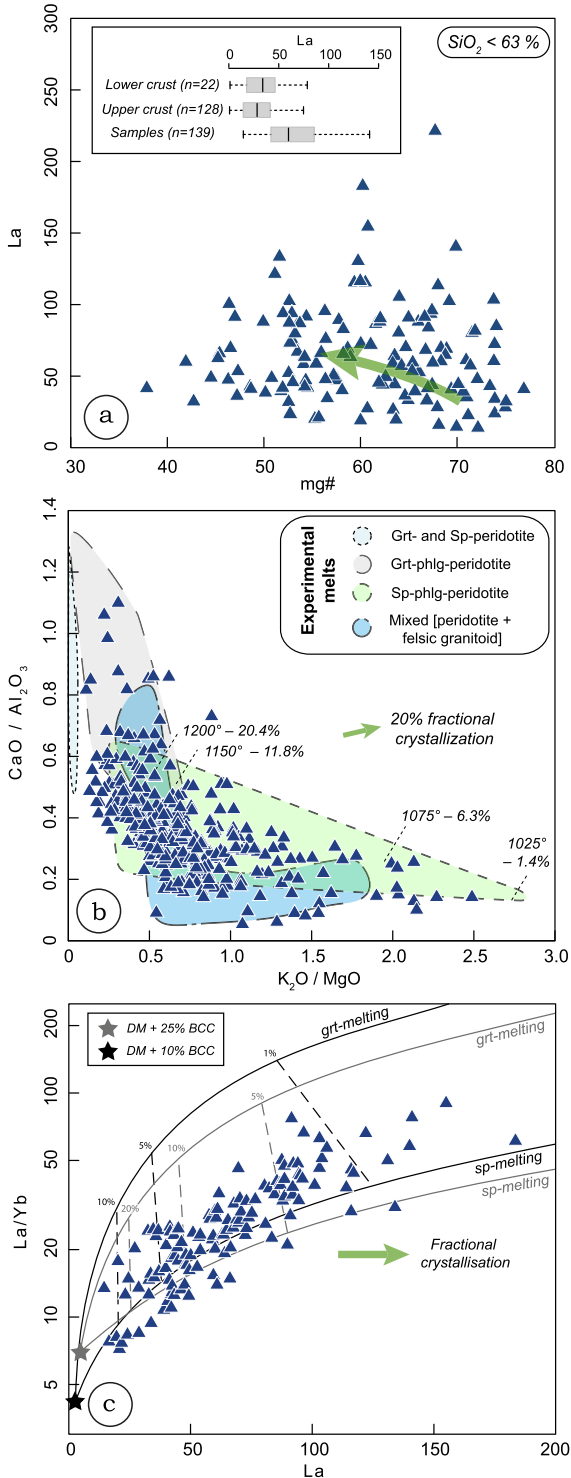 300
250
200
150
100
50
0
La
La
0 50 100 150
Lower crust (n=22)
Upper crust (n=128)
Samples (n=139)
SiO2 < 63 %
a
30 40 50 60 70 80
mg#
1.4
1.2
1.0
0.8
0.6
0.4
0.2
0
CaO / Al2O3
Experimental
melts
Grt- and Sp-peridotite
Grt-phlg-peridotite
Sp-phlg-peridotite
Mixed [peridotite +
felsic granitoid]
20% fractional
crystallization
1200° – 20.4%
1150° – 11.8%
1075° – 6.3%
1025°
– 1.4%
b
0 0.5 1.0 1.5 2.0 2.5 3.0
K2O / MgO
200
100
50
20
10
5
La/Yb
DM + 25% BCC
DM + 10% BCC
grt-melting
grt-melting
1%
5%
5%
10%
10%
20%
sp-melting
sp-melting
Fractional
crystallisation
c
0 50 100 150 200
La